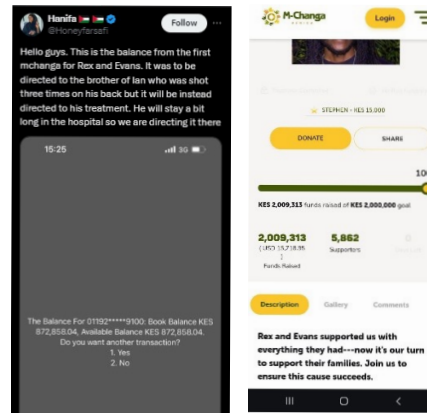 Hanifa
@Honeyfarsafi
Follow
Hello guys. This is the balance from the first
mchanga for Rex and Evans. It was to be
directed to the brother of Ian who was shot
three times on his back but it will be instead
directed to his treatment. He will stay a bit
long in the hospital so we are directing it there
15:25
3G
The Balance For 01192*****9100: Book Balance KES
872,858.04, Available Balance KES 872,858.04.
Do you want another transaction?
1. Yes
2. No
M-Changa
Login
STEPHEN - KES 15,000
DONATE
SHARE
100
KES 2,009,313 funds raised of KES 2,000,000 goal
2,009,313
5,862
Supporters
Funds Raised
Description
Gallery
Comments
Rex and Evans supported us with
everything they had---now it's our turn
to support their families. Join us to
ensure this cause succeeds.